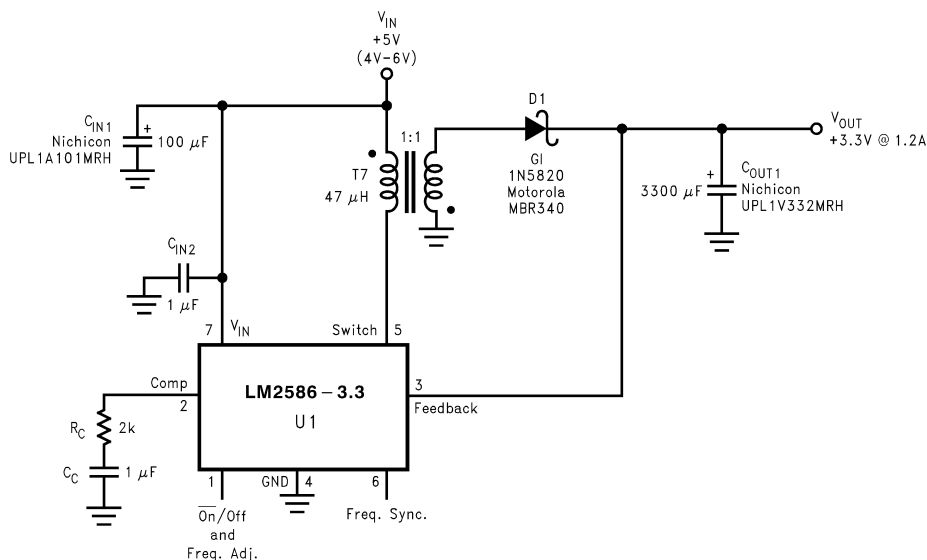 V_IN
+5V
(4V-6V)
C_IN1
Nichicon
UPL1A101MRH
+
100 μF
1:1
T7
47 μH
D1
GI
1N5820
Motorola
MBR340
V_OUT
+3.3V @ 1.2A
+
3300 μF
C_OUT1
Nichicon
UPL1V332MRH
C_IN2
1 μF
7
V_IN
Switch
5
Comp
2
LM2586-3.3
U1
3
Feedback
R_C
2k
C_C
1 μF
1
GND
4
6
O̅n̅/Off
and
Freq. Adj.
Freq. Sync.